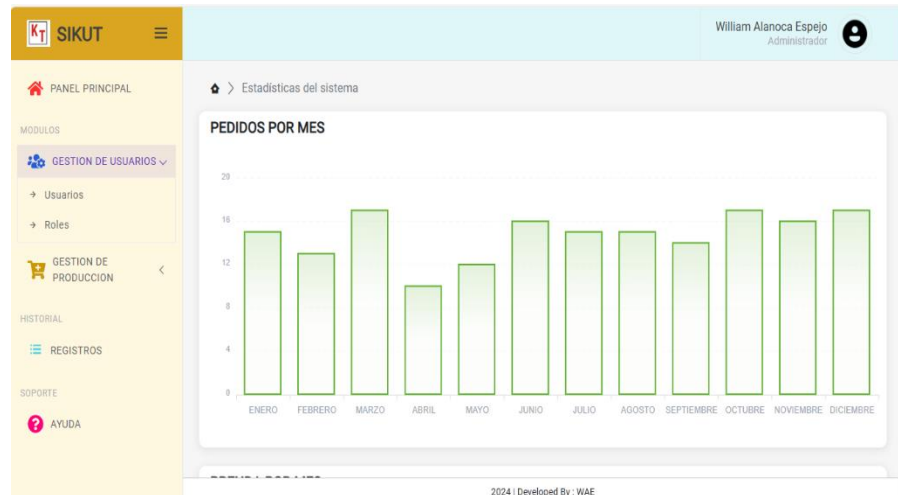 KT SIKUT
William Alanoca Espejo
Administrador
PANEL PRINCIPAL
MODULOS
GESTION DE USUARIOS
Usuarios
Roles
GESTION DE
PRODUCCION
HISTORIAL
REGISTROS
SOPORTE
AYUDA
Estadísticas del sistema
PEDIDOS POR MES
20
16
12
8
4
0
ENERO FEBRERO MARZO ABRIL MAYO JUNIO JULIO AGOSTO SEPTIEMBRE OCTUBRE NOVIEMBRE DICIEMBRE
POR MES
2024 | Developed By : WAE